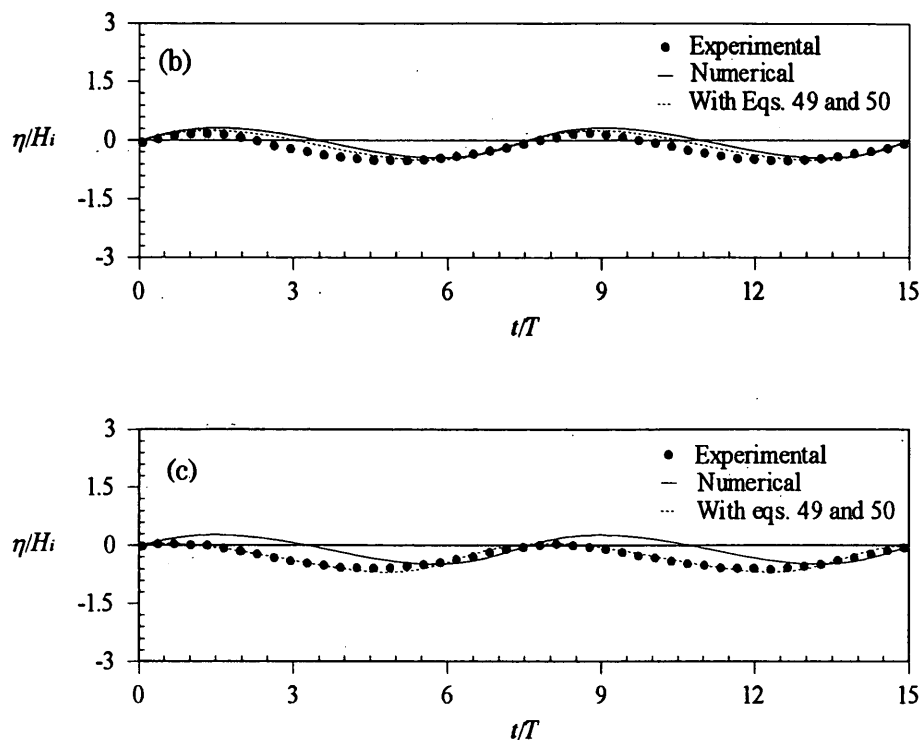 3
(b)
Experimental
Numerical
With Eqs. 49 and 50
1.5
η/Hi
0
-1.5
-3
0 3 6 9 12 15
t/T
3
(c)
Experimental
Numerical
With eqs. 49 and 50
1.5
η/Hi
0
-1.5
-3
0 3 6 9 12 15
t/T